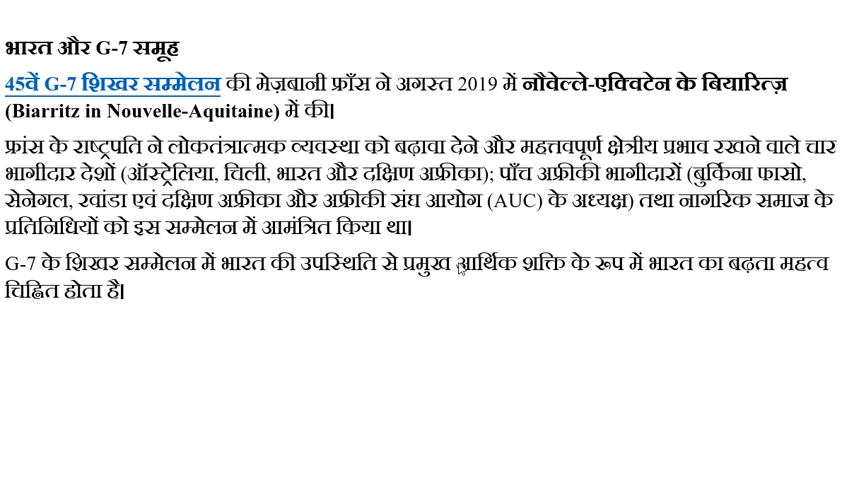 भारत और G-7 समूह
45वें G-7 शिखर सम्मेलन की मेज़बानी फ्राँस ने अगस्त 2019 में नौवेल्ले-एक्विटेन के बियारित्ज़
(Biarritz in Nouvelle-Aquitaine) में की।
फ्रांस के राष्ट्रपति ने लोकतंत्रात्मक व्यवस्था को बढ़ावा देने और महत्तवपूर्ण क्षेत्रीय प्रभाव रखने वाले चार
भागीदार देशों (ऑस्ट्रेलिया, चिली, भारत और दक्षिण अफ्रीका); पाँच अफ्रीकी भागीदारों (बुर्किना फासो,
सेनेगल, रवांडा एवं दक्षिण अफ्रीका और अफ्रीकी संघ आयोग (AUC) के अध्यक्ष) तथा नागरिक समाज के
प्रतिनिधियों को इस सम्मेलन में आमंत्रित किया था।
G-7 के शिखर सम्मेलन में भारत की उपस्थिति से प्रमुख आर्थिक शक्ति के रूप में भारत का बढ़ता महत्व
चिह्नित होता है।